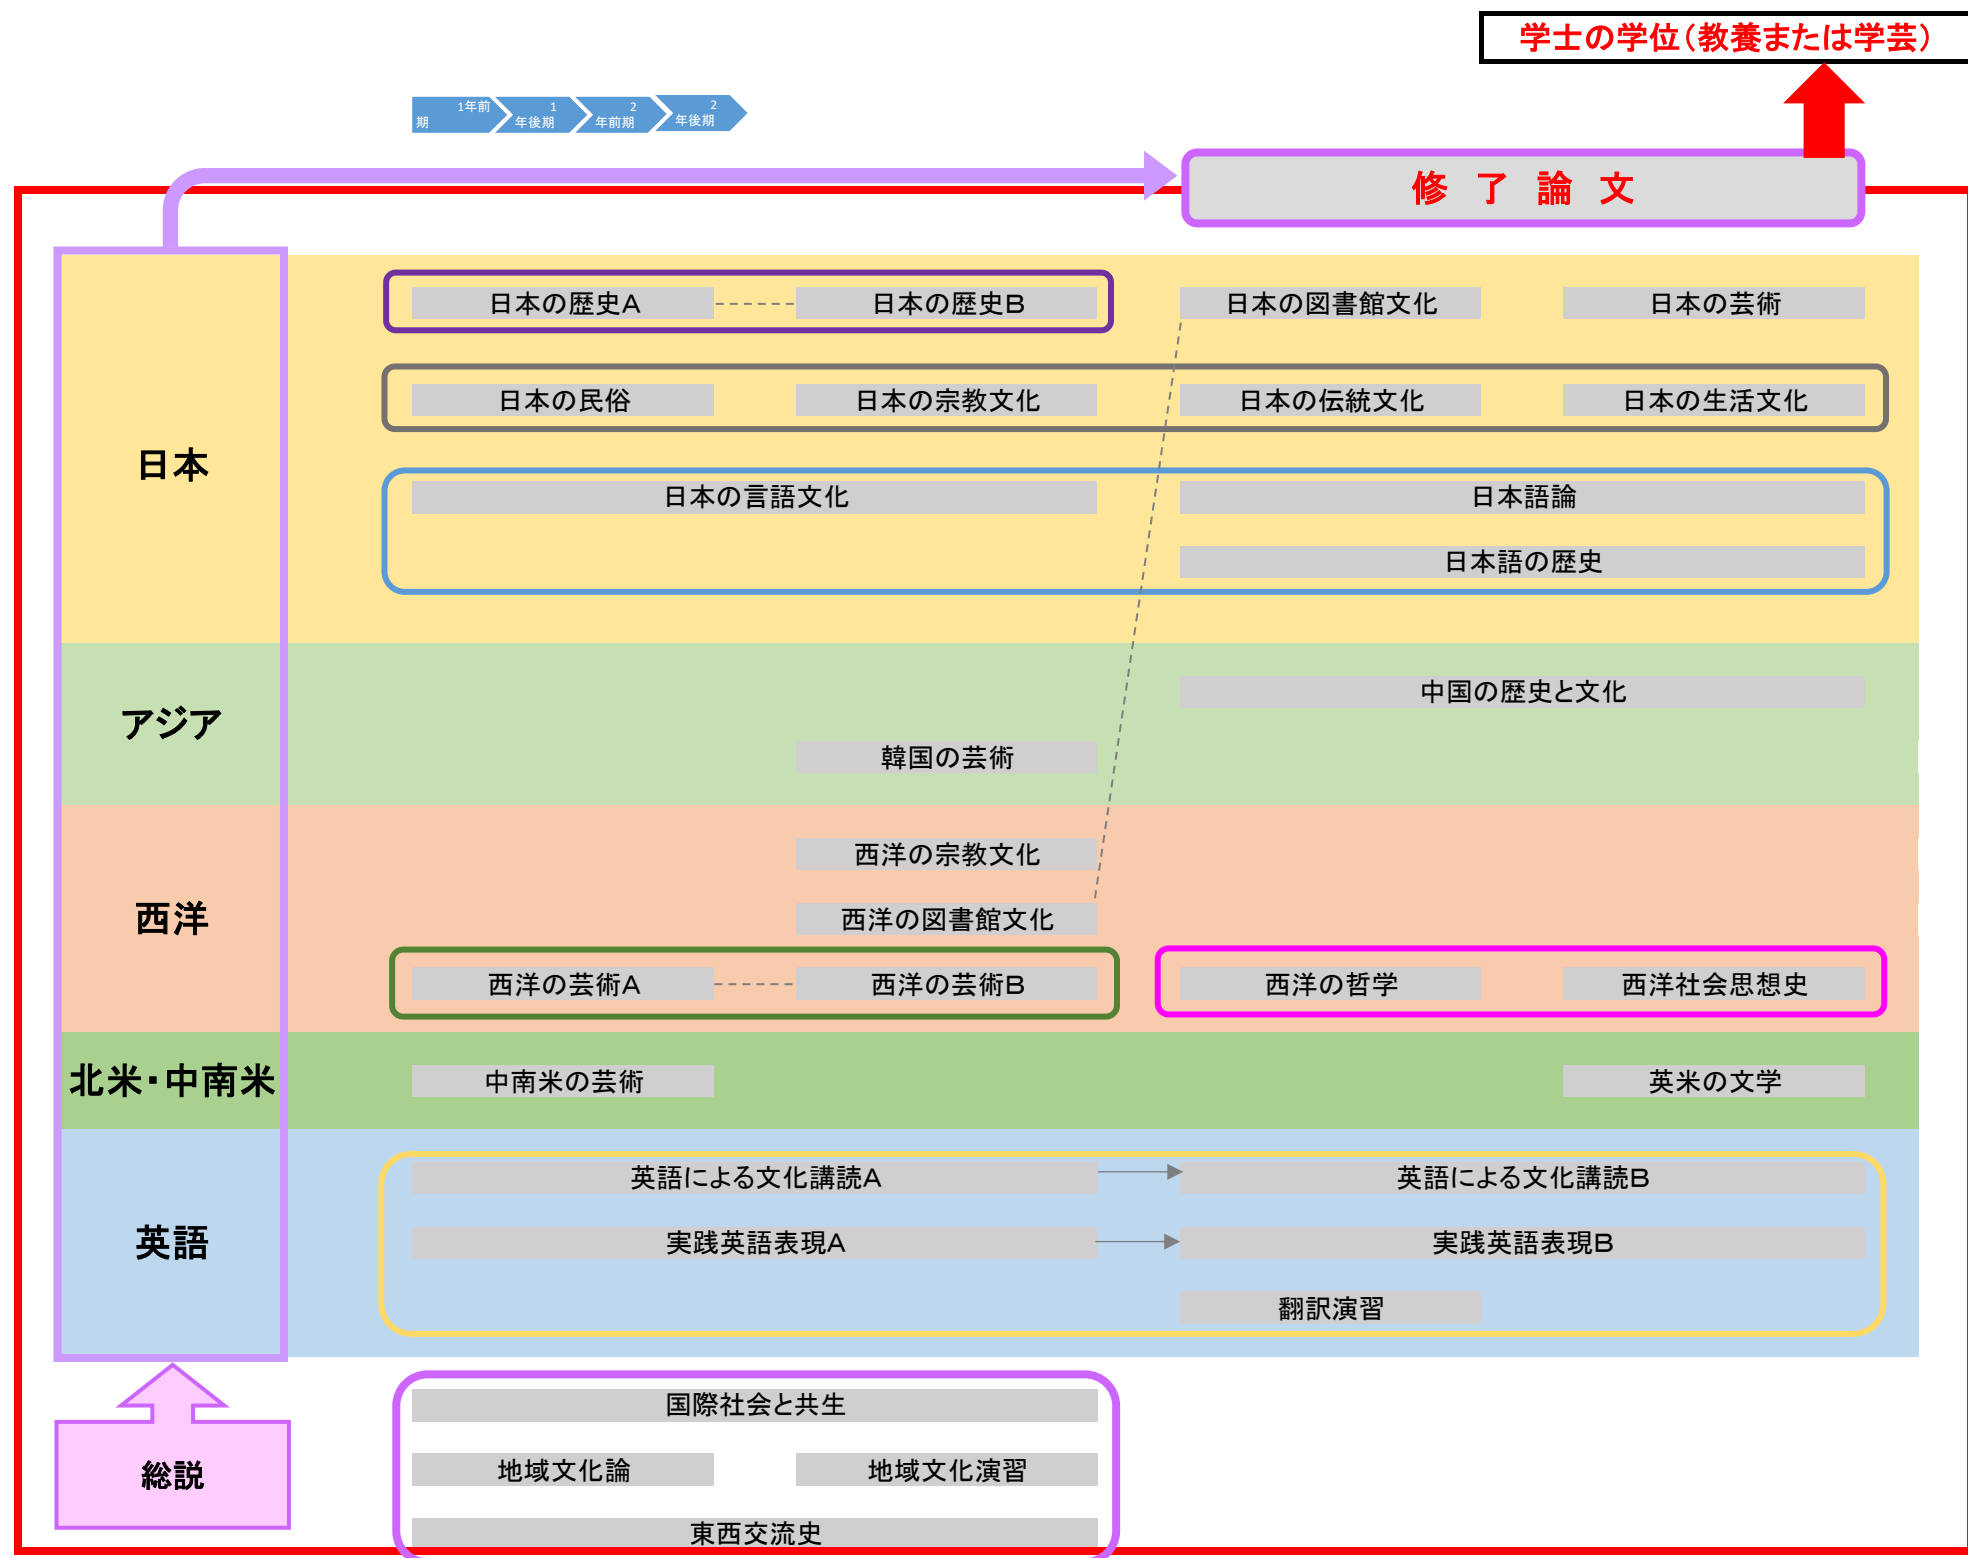 学士の学位（教養または学芸）
1年前
期
1
年後期
2
年前期
2
年後期
修 了 論 文
日本
日本の歴史A
日本の歴史B
日本の図書館文化
日本の芸術
日本の民俗
日本の宗教文化
日本の伝統文化
日本の生活文化
日本の言語文化
日本語論
日本語の歴史
アジア
中国の歴史と文化
韓国の芸術
西洋
西洋の宗教文化
西洋の図書館文化
西洋の芸術A
西洋の芸術B
西洋の哲学
西洋社会思想史
北米・中南米
中南米の芸術
英米の文学
英語
英語による文化講読A
英語による文化講読B
実践英語表現A
実践英語表現B
翻訳演習
総説
国際社会と共生
地域文化論
地域文化演習
東西交流史